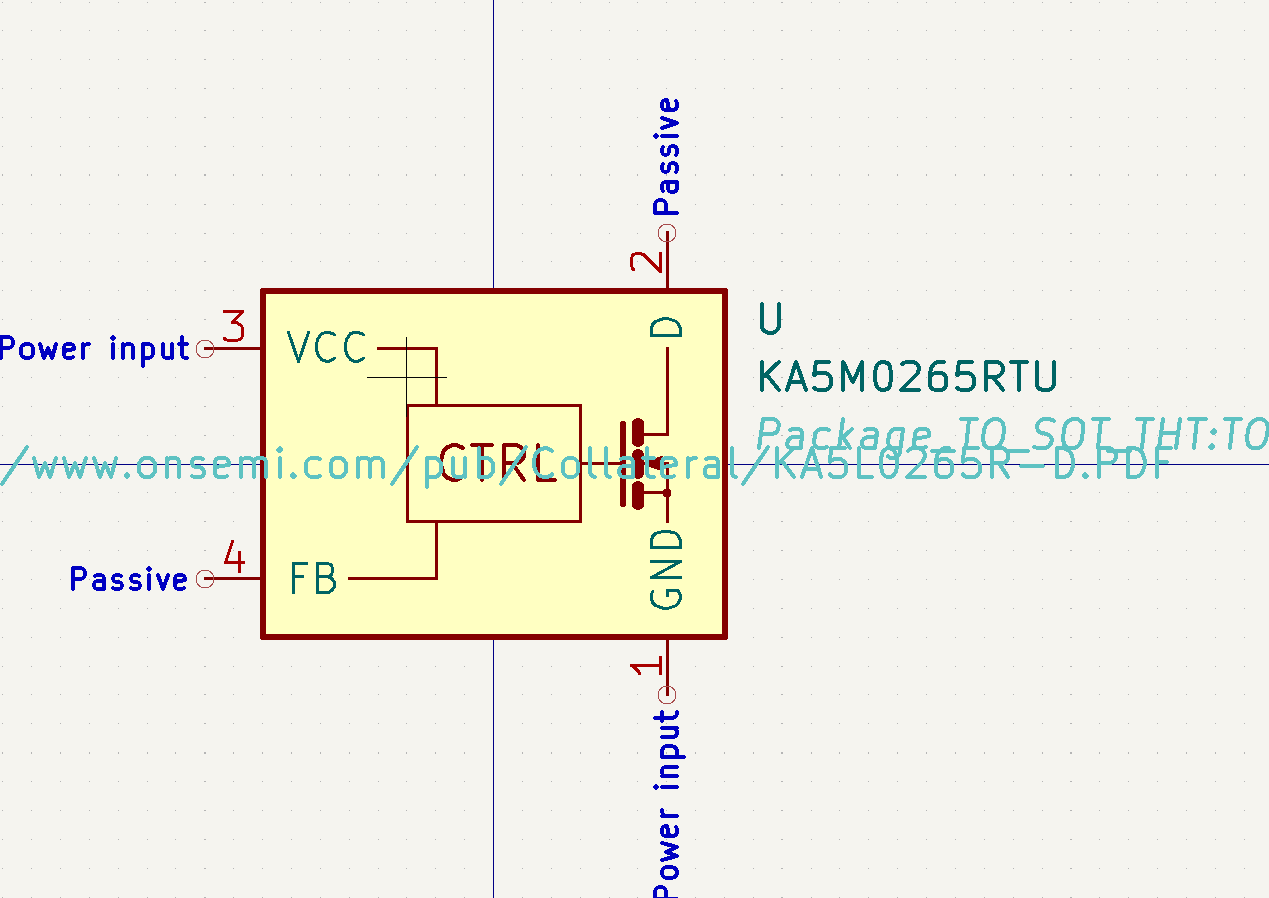 Passive
2
D
3
Power input
VCC
U
KA5M0265RTU
Package_TO_SOT_THT:TO
CTRL
/www.onsemi.com/pub/Collateral/KA5L0265R-D.PDF
4
Passive
FB
GND
1
Power input